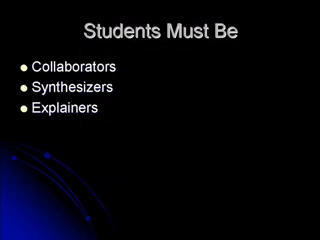 Students Must Be
Collaborators
Synthesizers
Explainers